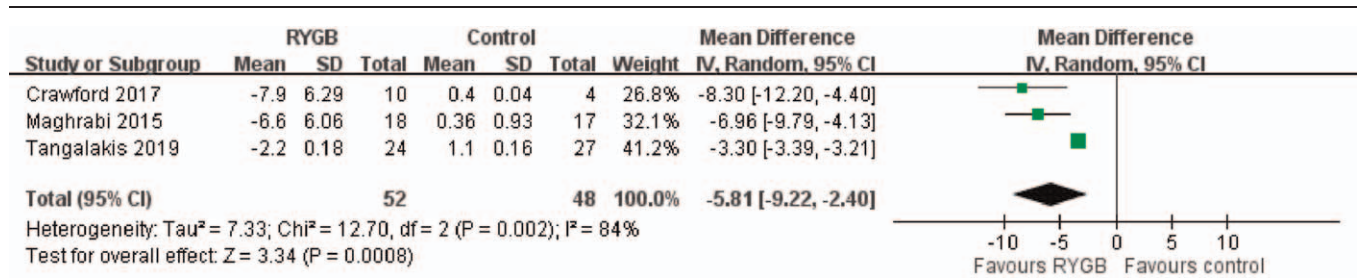 RYGB Control Mean Difference Mean Difference
Study or Subgroup Mean SD Total Mean SD Total Weight IV, Random, 95% CI IV, Random, 95% CI
Crawford 2017 -7.9 6.29 10 0.4 0.04 4 26.8% -8.30 [-12.20, -4.40]
Maghrabi 2015 -6.6 6.06 18 0.36 0.93 17 32.1% -6.96 [-9.79, -4.13]
Tangalakis 2019 -2.2 0.18 24 1.1 0.16 27 41.2% -3.30 [-3.39, -3.21]
Total (95% CI) 52 48 100.0% -5.81 [-9.22, -2.40]
Heterogeneity: Tau² = 7.33; Chi² = 12.70, df = 2 (P = 0.002); I² = 84%
Test for overall effect: Z = 3.34 (P = 0.0008)
-10 -5 0 5 10
Favours RYGB Favours control